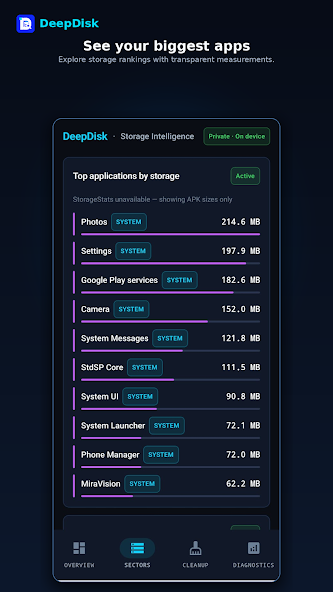 DeepDisk
See your biggest apps
Explore storage rankings with transparent measurements.
DeepDisk · Storage Intelligence Private · On device
Top applications by storage Active
StorageStats unavailable — showing APK sizes only
Photos SYSTEM 214.6 MB
Settings SYSTEM 197.9 MB
Google Play services SYSTEM 182.6 MB
Camera SYSTEM 152.0 MB
System Messages SYSTEM 121.8 MB
StdSP Core SYSTEM 111.5 MB
System UI SYSTEM 90.8 MB
System Launcher SYSTEM 72.1 MB
Phone Manager SYSTEM 72.0 MB
MiraVision SYSTEM 62.2 MB
OVERVIEW SECTORS CLEANUP DIAGNOSTICS